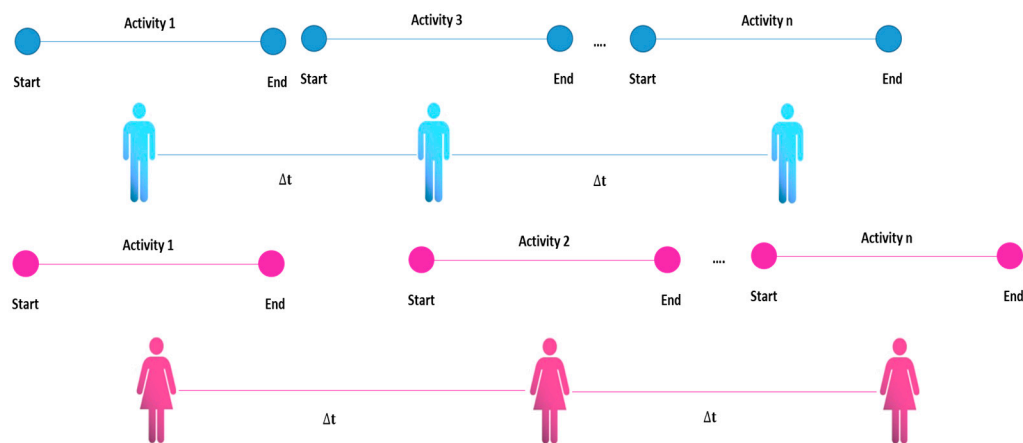 Activity 1 Activity 3 Activity n
....
Start End Start End Start End
Δt Δt
Activity 1 Activity 2 Activity n
....
Start End Start End Start End
Δt Δt